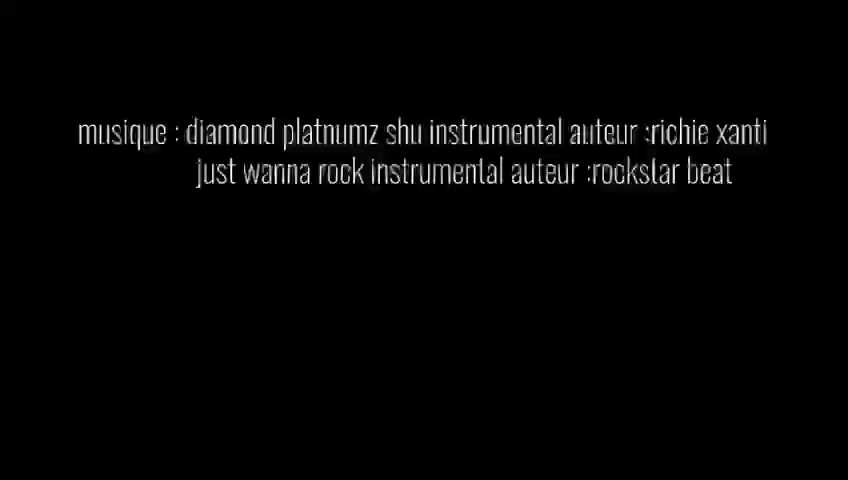 musique : diamond platnumz shu instrumental auteur :richie xanti
just wanna rock instrumental auteur :rockstar beat